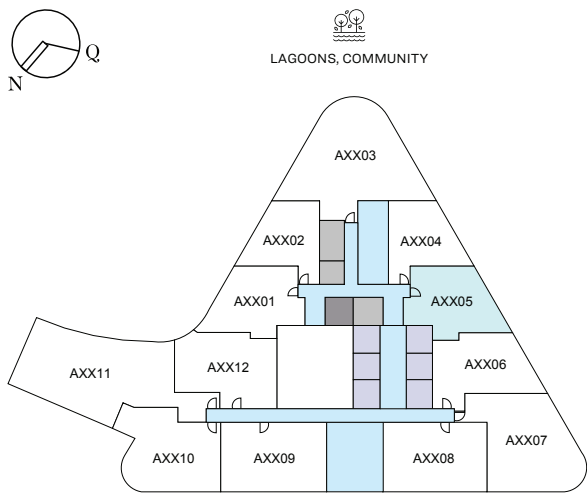 Q
N
LAGOONS, COMMUNITY
AXX03
AXX02
AXX04
AXX01
AXX05
AXX11
AXX12
AXX06
AXX10
AXX09
AXX08
AXX07